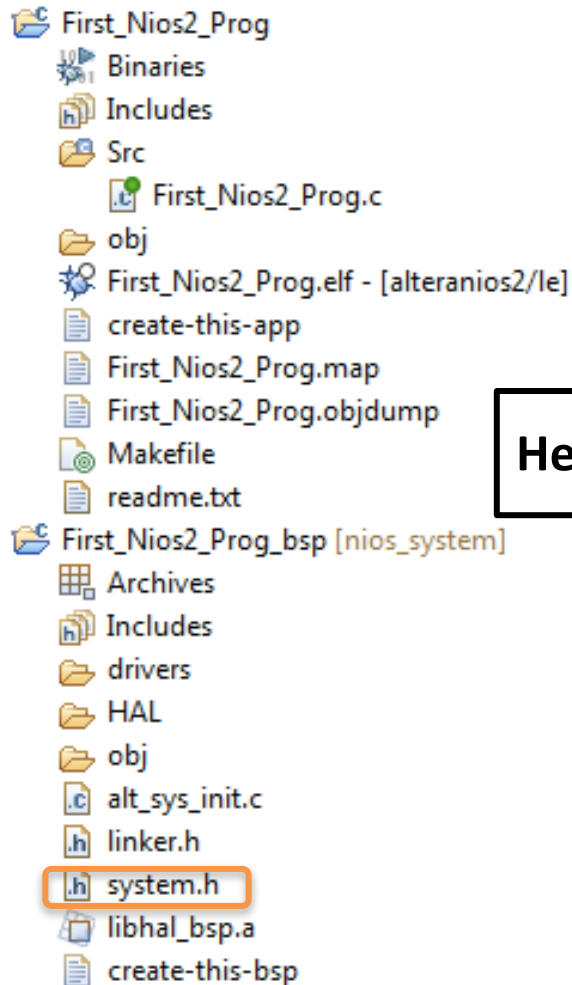 First_Nios2_Prog
Binaries
Includes
Src
First_Nios2_Prog.c
obj
First_Nios2_Prog.elf - [alteranios2/le]
create-this-app
First_Nios2_Prog.map
First_Nios2_Prog.objdump
He
Makefile
readme.txt
First_Nios2_Prog_bsp [nios_system]
Archives
Includes
drivers
HAL
obj
alt_sys_init.c
linker.h
system.h
libhal_bsp.a
create-this-bsp